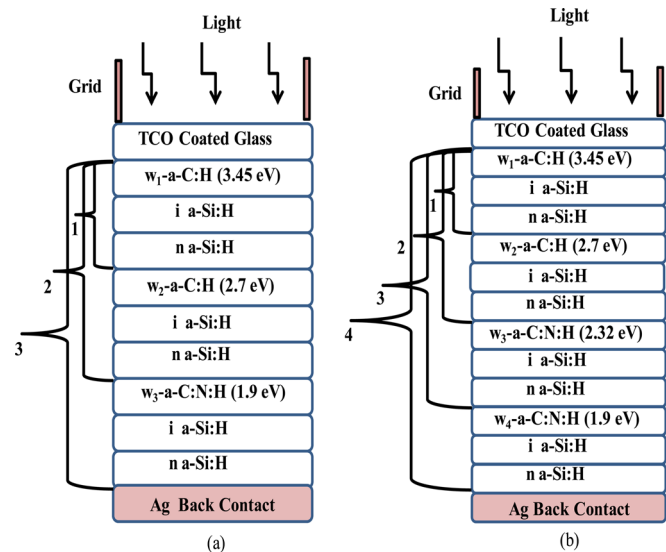 Light
Grid
TCO Coated Glass
w₁-a-C:H (3.45 eV)
i a-Si:H
n a-Si:H
w₂-a-C:H (2.7 eV)
i a-Si:H
n a-Si:H
w₃-a-C:N:H (1.9 eV)
i a-Si:H
n a-Si:H
Ag Back Contact
1
2
3
(a)
Light
Grid
TCO Coated Glass
w₁-a-C:H (3.45 eV)
i a-Si:H
n a-Si:H
w₂-a-C:H (2.7 eV)
i a-Si:H
n a-Si:H
w₃-a-C:N:H (2.32 eV)
i a-Si:H
n a-Si:H
w₄-a-C:N:H (1.9 eV)
i a-Si:H
n a-Si:H
Ag Back Contact
1
2
3
4
(b)